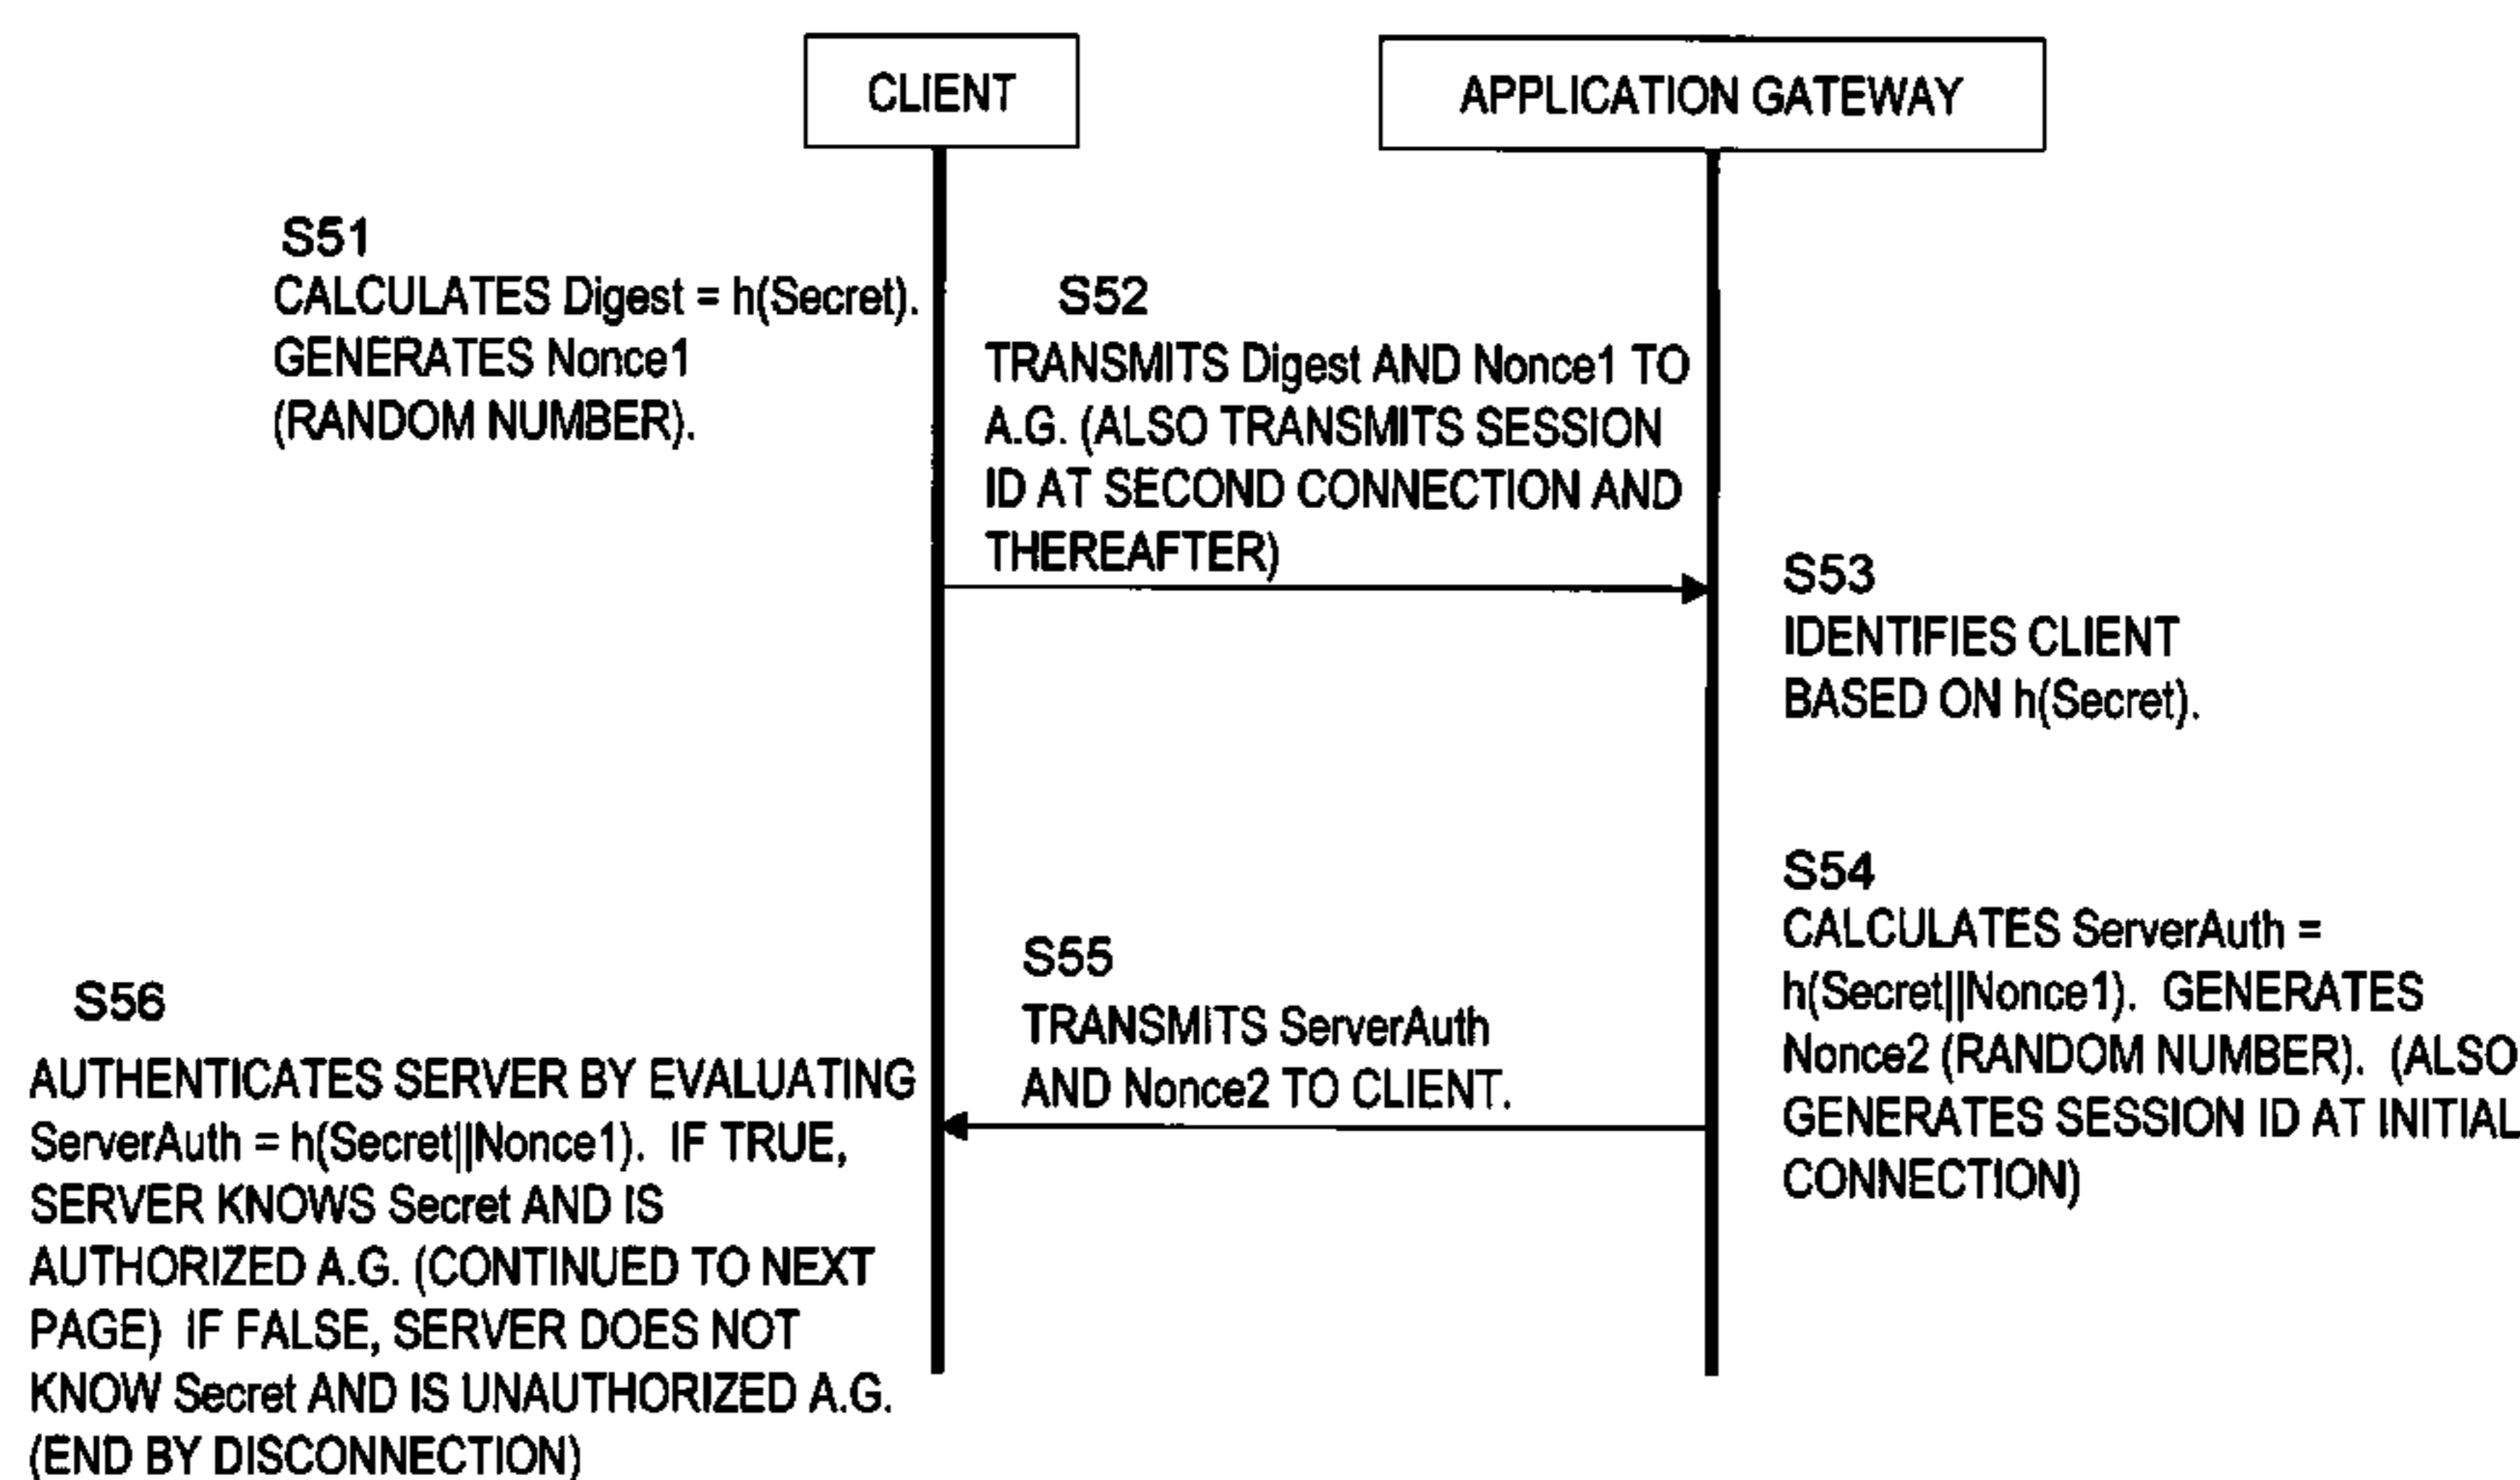 CLIENT
APPLICATION GATEWAY
S51
CALCULATES Digest = h(Secret).
GENERATES Nonce1
(RANDOM NUMBER).
S52
TRANSMITS Digest AND Nonce1 TO
A.G. (ALSO TRANSMITS SESSION
ID AT SECOND CONNECTION AND
THEREAFTER)
S53
IDENTIFIES CLIENT
BASED ON h(Secret).
S54
CALCULATES ServerAuth =
h(Secret||Nonce1). GENERATES
Nonce2 (RANDOM NUMBER). (ALSO
GENERATES SESSION ID AT INITIAL
CONNECTION)
S55
TRANSMITS ServerAuth
AND Nonce2 TO CLIENT.
S56
AUTHENTICATES SERVER BY EVALUATING
ServerAuth = h(Secret||Nonce1). IF TRUE,
SERVER KNOWS Secret AND IS
AUTHORIZED A.G. (CONTINUED TO NEXT
PAGE) IF FALSE, SERVER DOES NOT
KNOW Secret AND IS UNAUTHORIZED A.G.
(END BY DISCONNECTION)